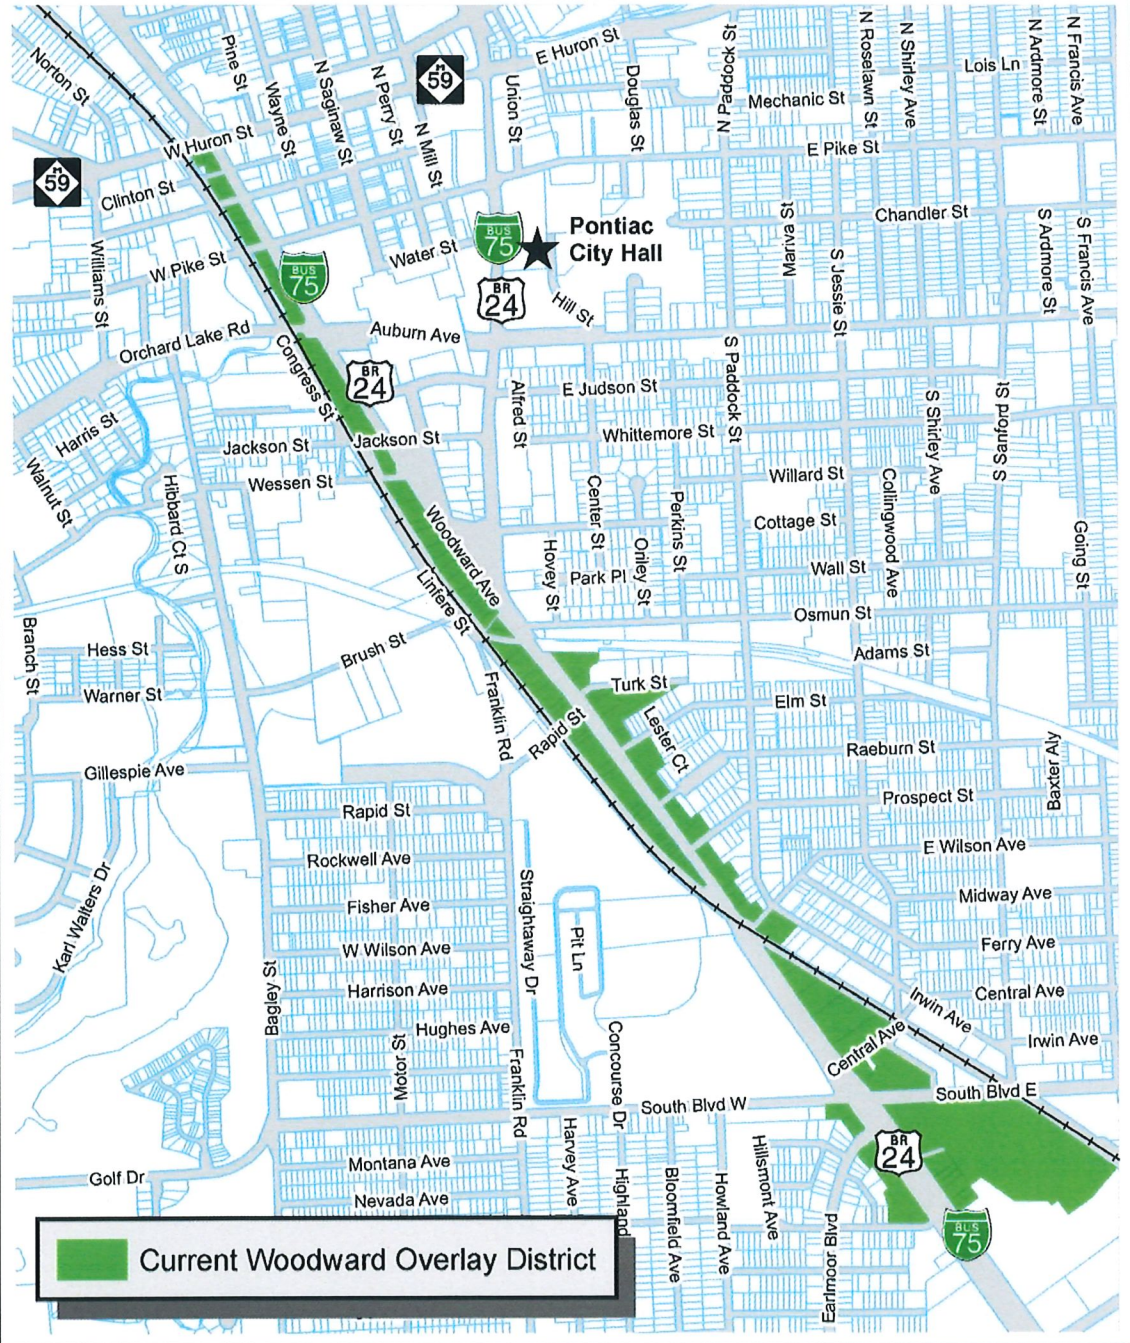 Norton St
Pine St
Wayne St
N Saginaw St
N Perry St
N Mill St
M
59
Union St
E Huron St
Douglas St
N Paddock St
Mechanic St
N Roselawn St
N Shirley Ave
Lois Ln
N Ardmore St
N Francis Ave
W Huron St
E Pike St
M
59
Clinton St
Williams St
W Pike St
BUS
75
Water St
BUS
75
Pontiac
City Hall
BR
24
Hill St
Mariva St
S Jessie St
Chandler St
S Ardmore St
S Francis Ave
Orchard Lake Rd
Auburn Ave
Congress St
BR
24
Alfred St
E Judson St
S Paddock St
S Shirley Ave
S Sanford St
Harris St
Jackson St
Jackson St
Whittemore St
Walnut St
Wessen St
Hibbard Ct S
Willard St
Collingwood Ave
Center St
Perkins St
Cottage St
Going St
Woodward Ave
Hovey St
Park Pl
Onley St
Wall St
Linfere St
Osmun St
Branch St
Hess St
Brush St
Adams St
Warner St
Franklin Rd
Turk St
Elm St
Rapid St
Lester Ct
Raeburn St
Baxter Aly
Gillespie Ave
Rapid St
Prospect St
Rockwell Ave
E Wilson Ave
Karl Walters Dr
Fisher Ave
Straightaway Dr
Midway Ave
W Wilson Ave
Pit Ln
Ferry Ave
Bagley St
Harrison Ave
Irwin Ave
Central Ave
Hughes Ave
Motor St
Franklin Rd
Concourse Dr
Central Ave
Irwin Ave
South Blvd W
South Blvd E
Golf Dr
Montana Ave
Nevada Ave
Harvey Ave
Highland
Bloomfield Ave
Howland Ave
Hillsmont Ave
Earlmoor Blvd
BR
24
BUS
75
Current Woodward Overlay District